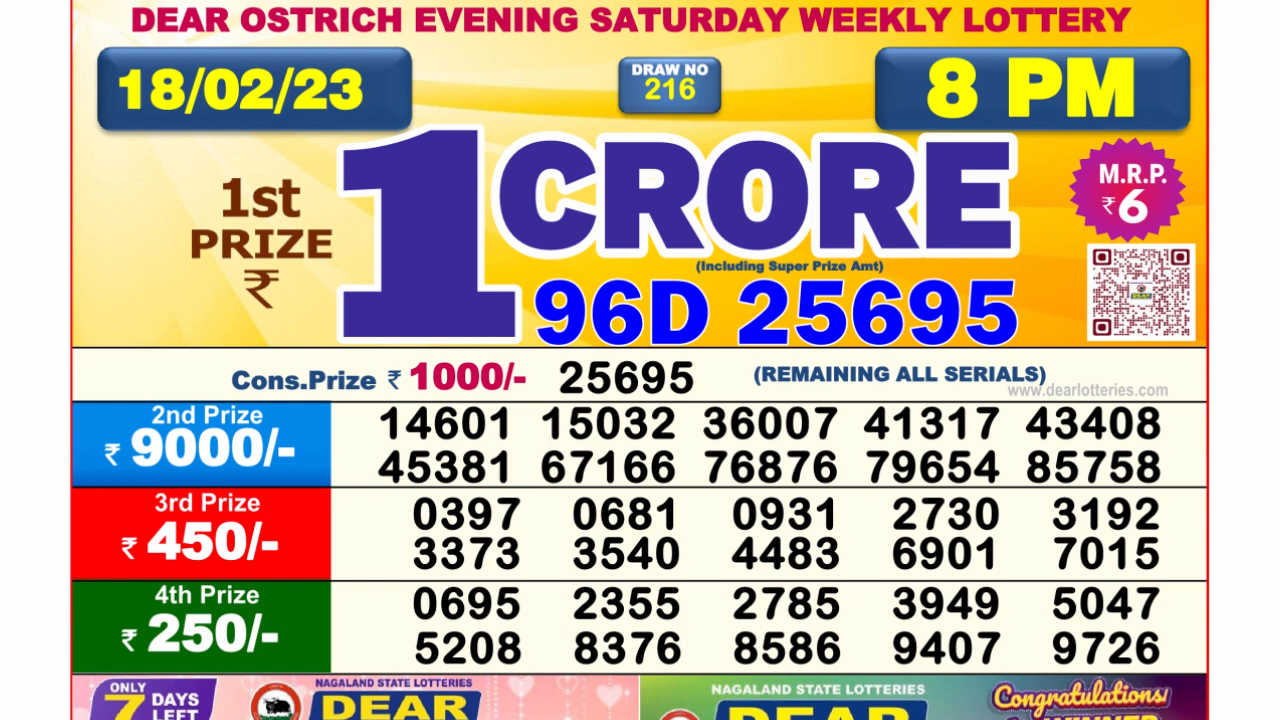 DEAR OSTRICH EVENING SATURDAY WEEKLY LOTTERY
18/02/23
DRAW NO
216
8 PM
1st
PRIZE
₹
1 CRORE
(Including Super Prize Amt)
M.R.P.
₹ 6
96D 25695
Cons.Prize ₹ 1000/- 25695 (REMAINING ALL SERIALS)
www.dearlotteries.com
2nd Prize
₹ 9000/-
14601 15032 36007 41317 43408
45381 67166 76876 79654 85758
3rd Prize
₹ 450/-
0397 0681 0931 2730 3192
3373 3540 4483 6901 7015
4th Prize
₹ 250/-
0695 2355 2785 3949 5047
5208 8376 8586 9407 9726
ONLY
7 DAYS
LEFT
NAGALAND STATE LOTTERIES
DEAR
NAGALAND STATE LOTTERIES
DEAR
Congratulations
WINNER